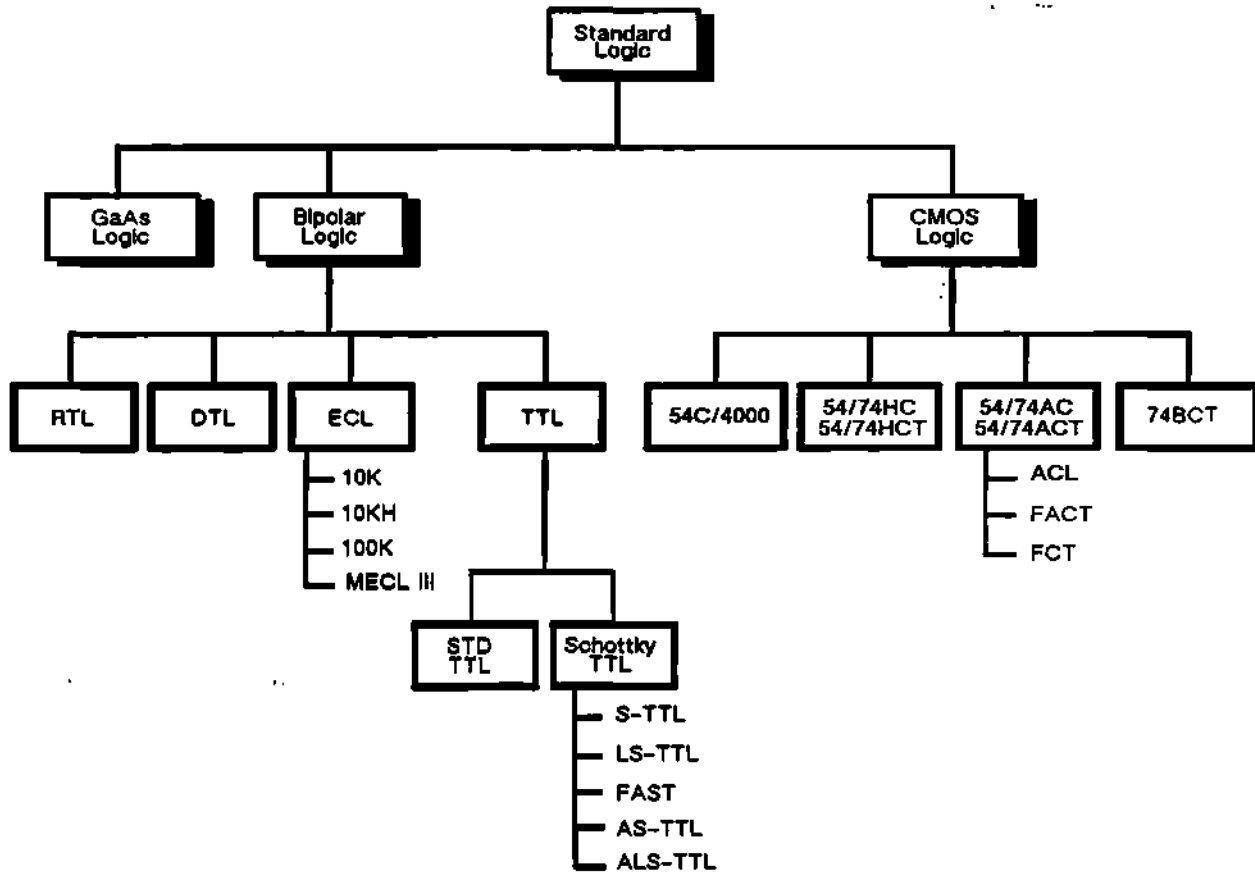 Standard
Logic
GaAs
Logic
Bipolar
Logic
CMOS
Logic
RTL
DTL
ECL
TTL
54C/4000
54/74HC
54/74HCT
54/74AC
54/74ACT
74BCT
10K
10KH
100K
MECL III
ACL
FACT
FCT
STD
TTL
Schottky
TTL
S-TTL
LS-TTL
FAST
AS-TTL
ALS-TTL